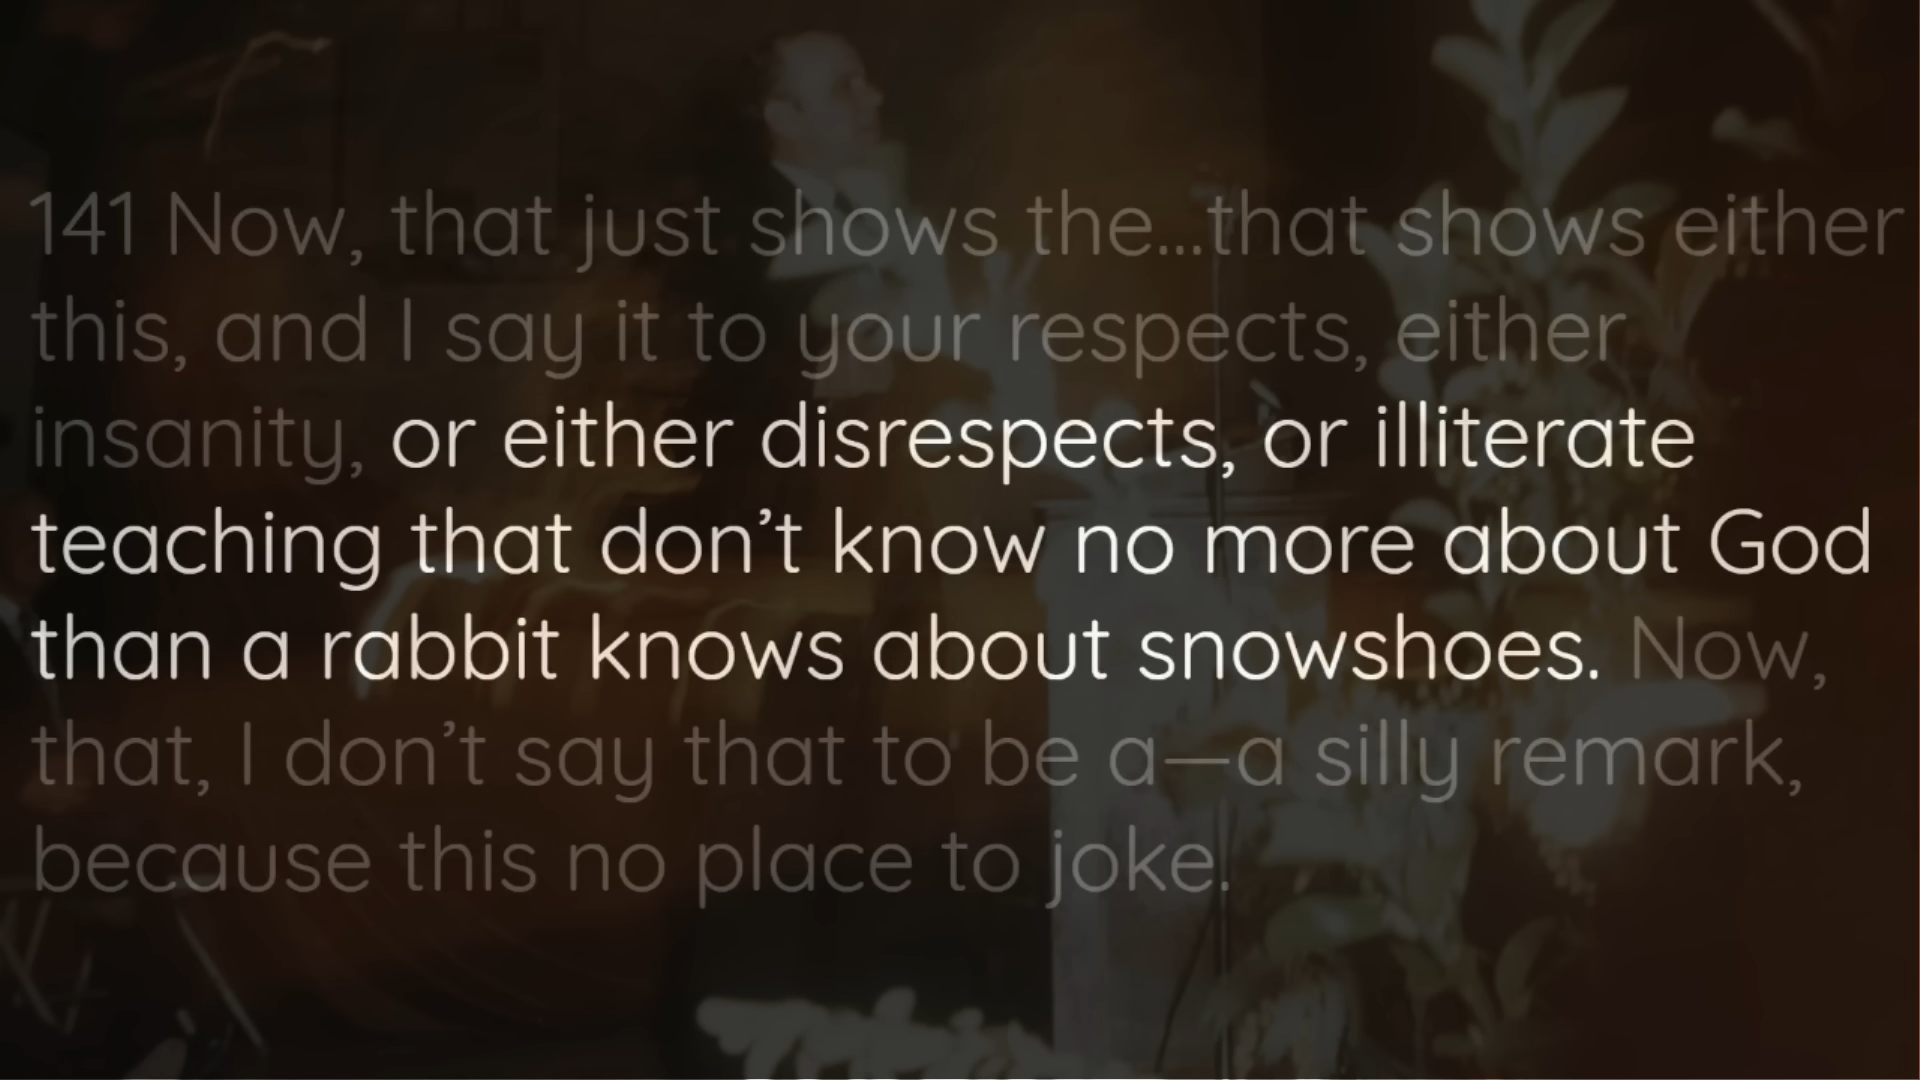 141 Now, that just shows the...that shows either
this, and I say it to your respects, either
insanity, or either disrespects, or illiterate
teaching that don’t know no more about God
than a rabbit knows about snowshoes. Now,
that, I don’t say that to be a—a silly remark,
because this no place to joke.